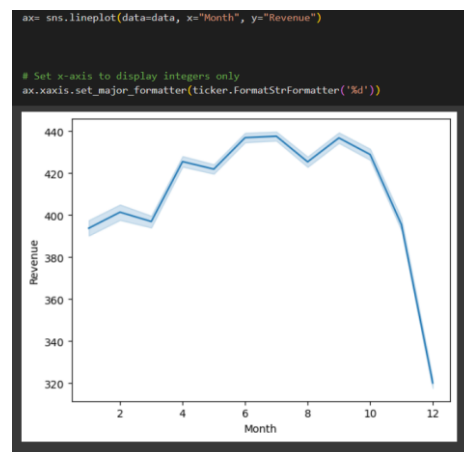 ax= sns.lineplot(data=data, x="Month", y="Revenue")
# Set x-axis to display integers only
ax.xaxis.set_major_formatter(ticker.FormatStrFormatter('%d'))
440
420
400
380
360
340
320
Revenue
2 4 6 8 10 12
Month